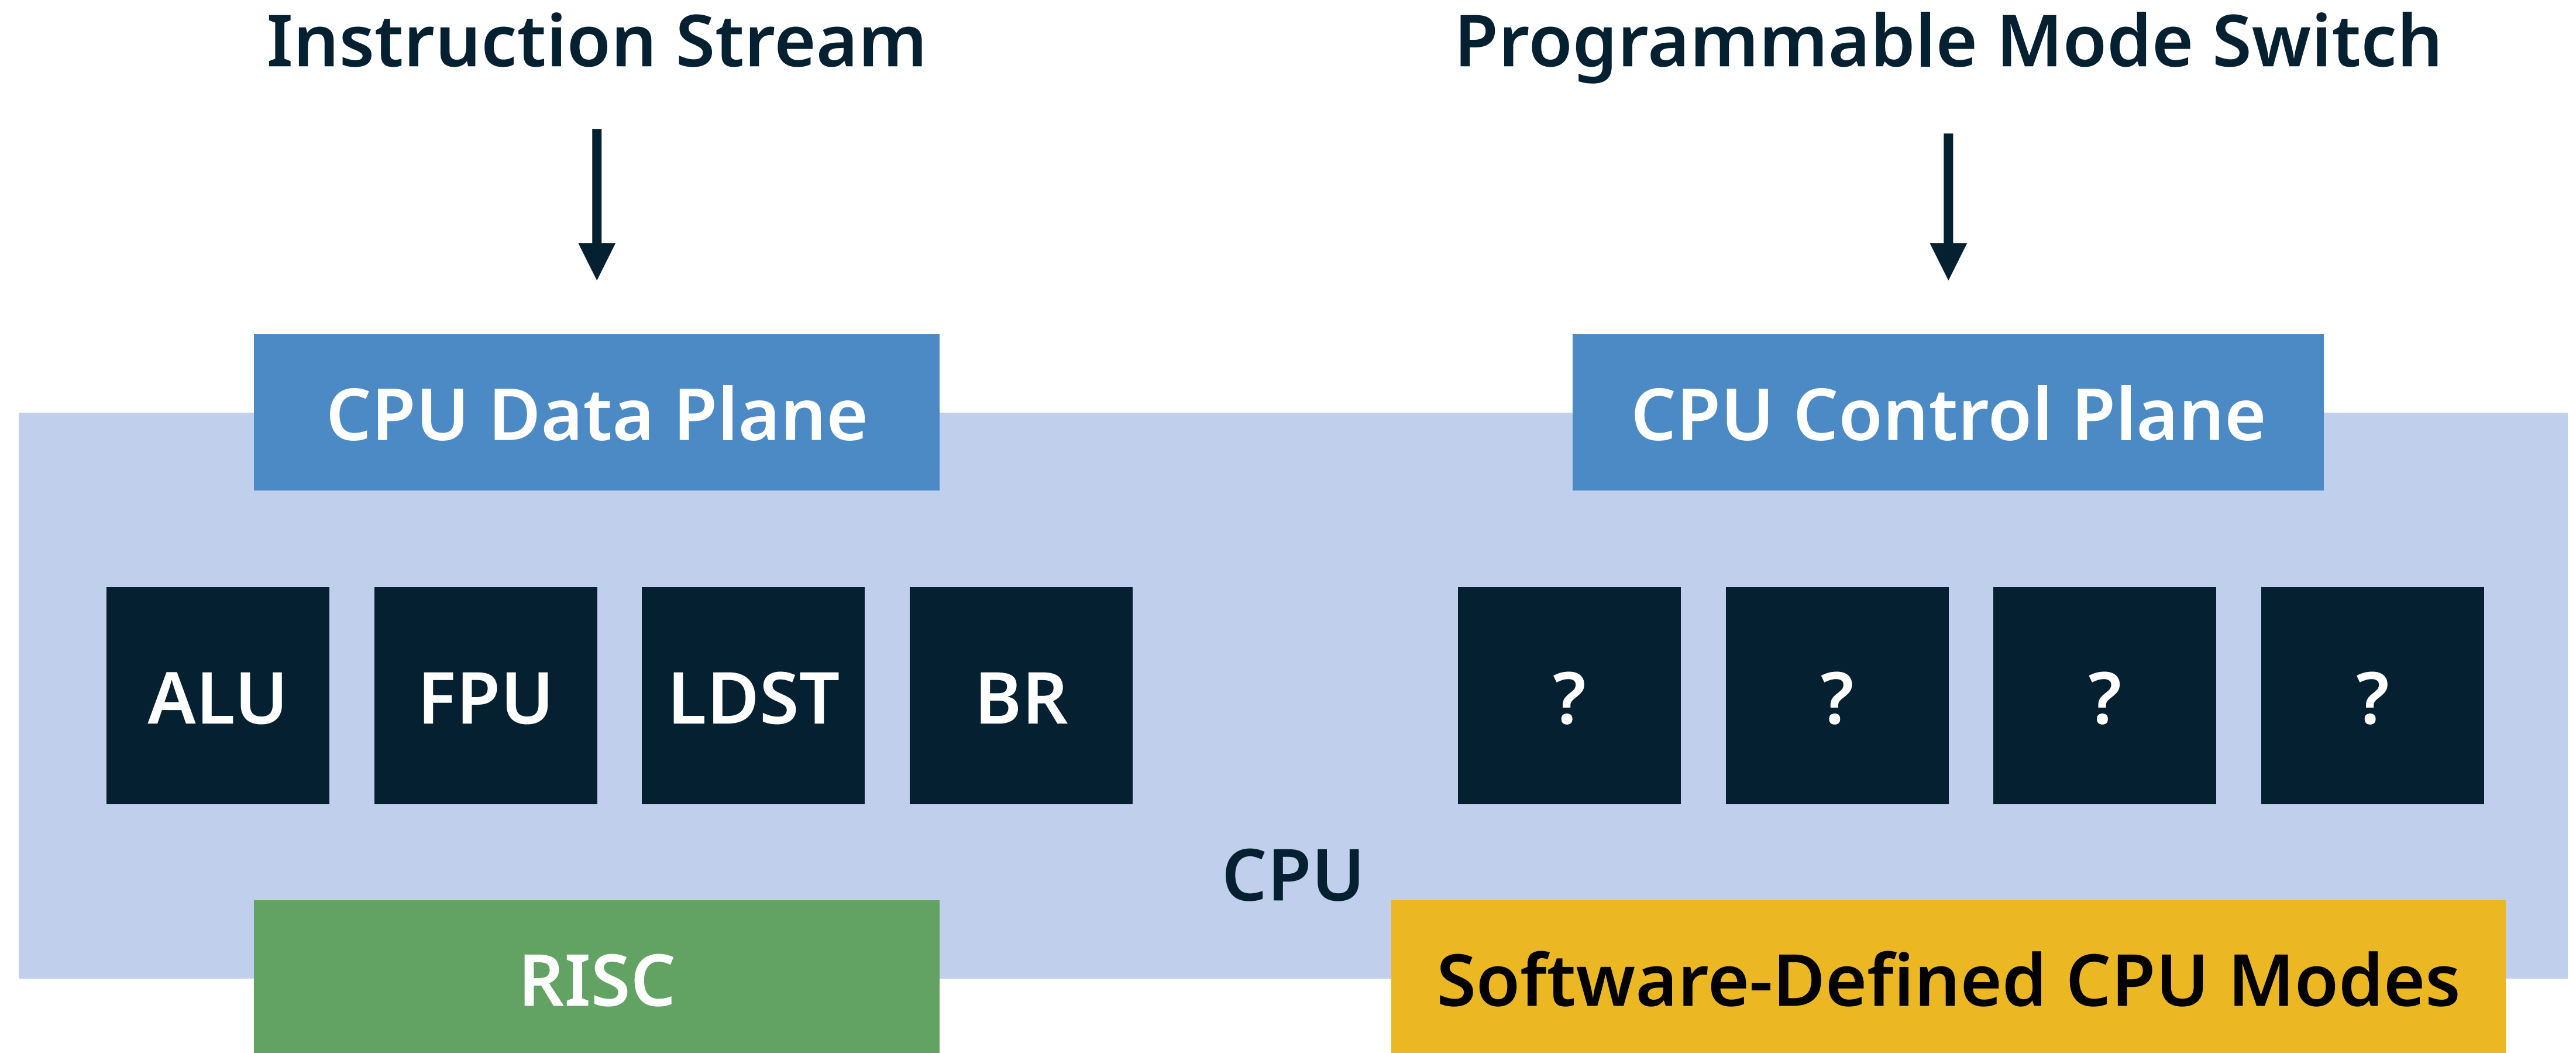 Instruction Stream
Programmable Mode Switch
CPU Data Plane
CPU Control Plane
ALU
FPU
LDST
BR
?
?
?
?
CPU
RISC
Software-Defined CPU Modes